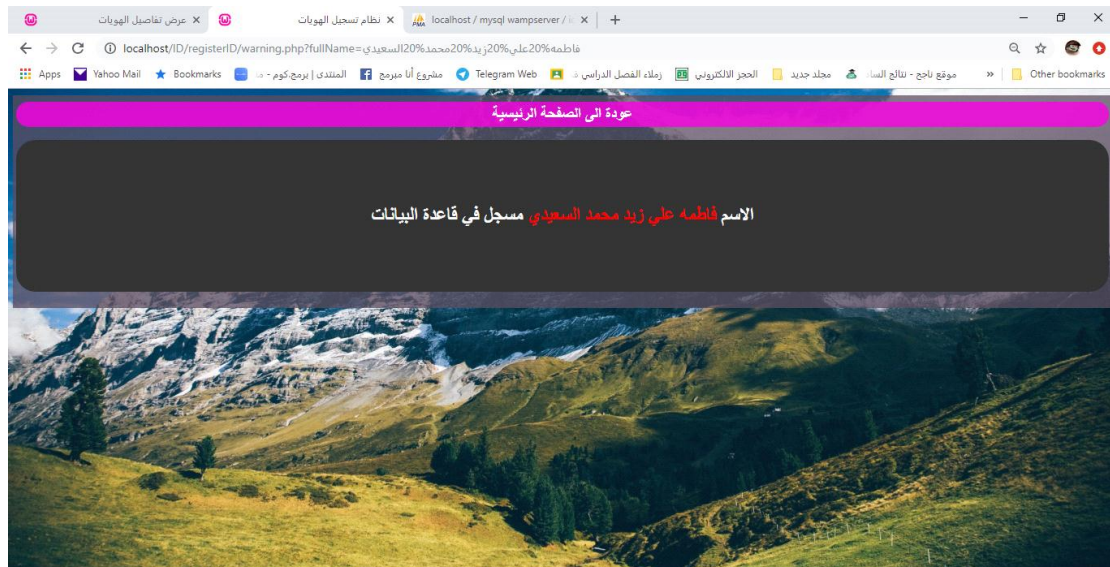 عرض تفاصيل الهويات
نظام تسجيل الهويات
localhost / mysql wampserver /
localhost/ID/registerID/warning.php?fullName=فاطمه%20علي%20زيد%20محمد%20السعيدي
Apps Yahoo Mail Bookmarks المنتدى | برمج.كوم - مشروع أنا مبرمج Telegram Web زملاء الفصل الدراسي الحجز الالكتروني مجلد جديد موقع ناجح - نتائج » Other bookmarks
عودة الى الصفحة الرئيسية
الاسم فاطمه علي زيد محمد السعيدي مسجل في قاعدة البيانات